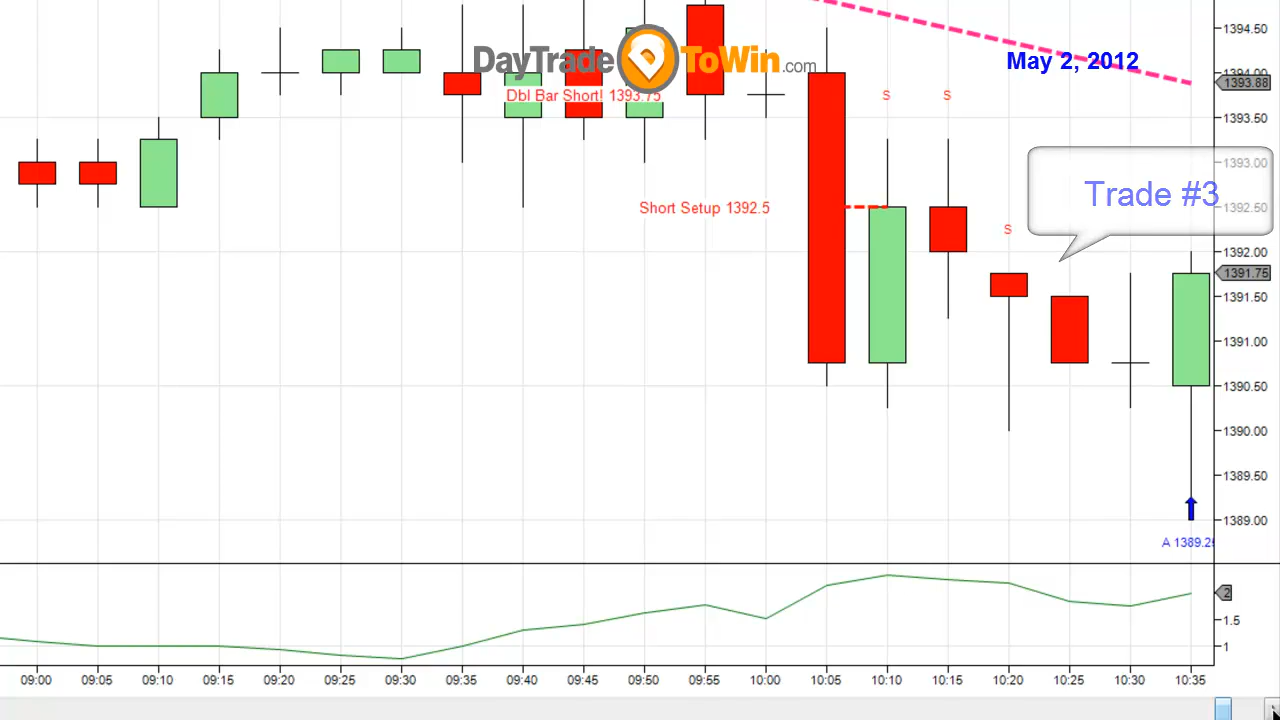 DayTradeToWin.com
May 2, 2012
Dbl Bar Short! 1393.75
S
S
Trade #3
Short Setup 1392.5
S
A 1389.25
1394.50
1394.00
1393.88
1393.50
1393.00
1392.50
1392.00
1391.75
1391.50
1391.00
1390.50
1390.00
1389.50
1389.00
2
1.5
1
09:00 09:05 09:10 09:15 09:20 09:25 09:30 09:35 09:40 09:45 09:50 09:55 10:00 10:05 10:10 10:15 10:20 10:25 10:30 10:35